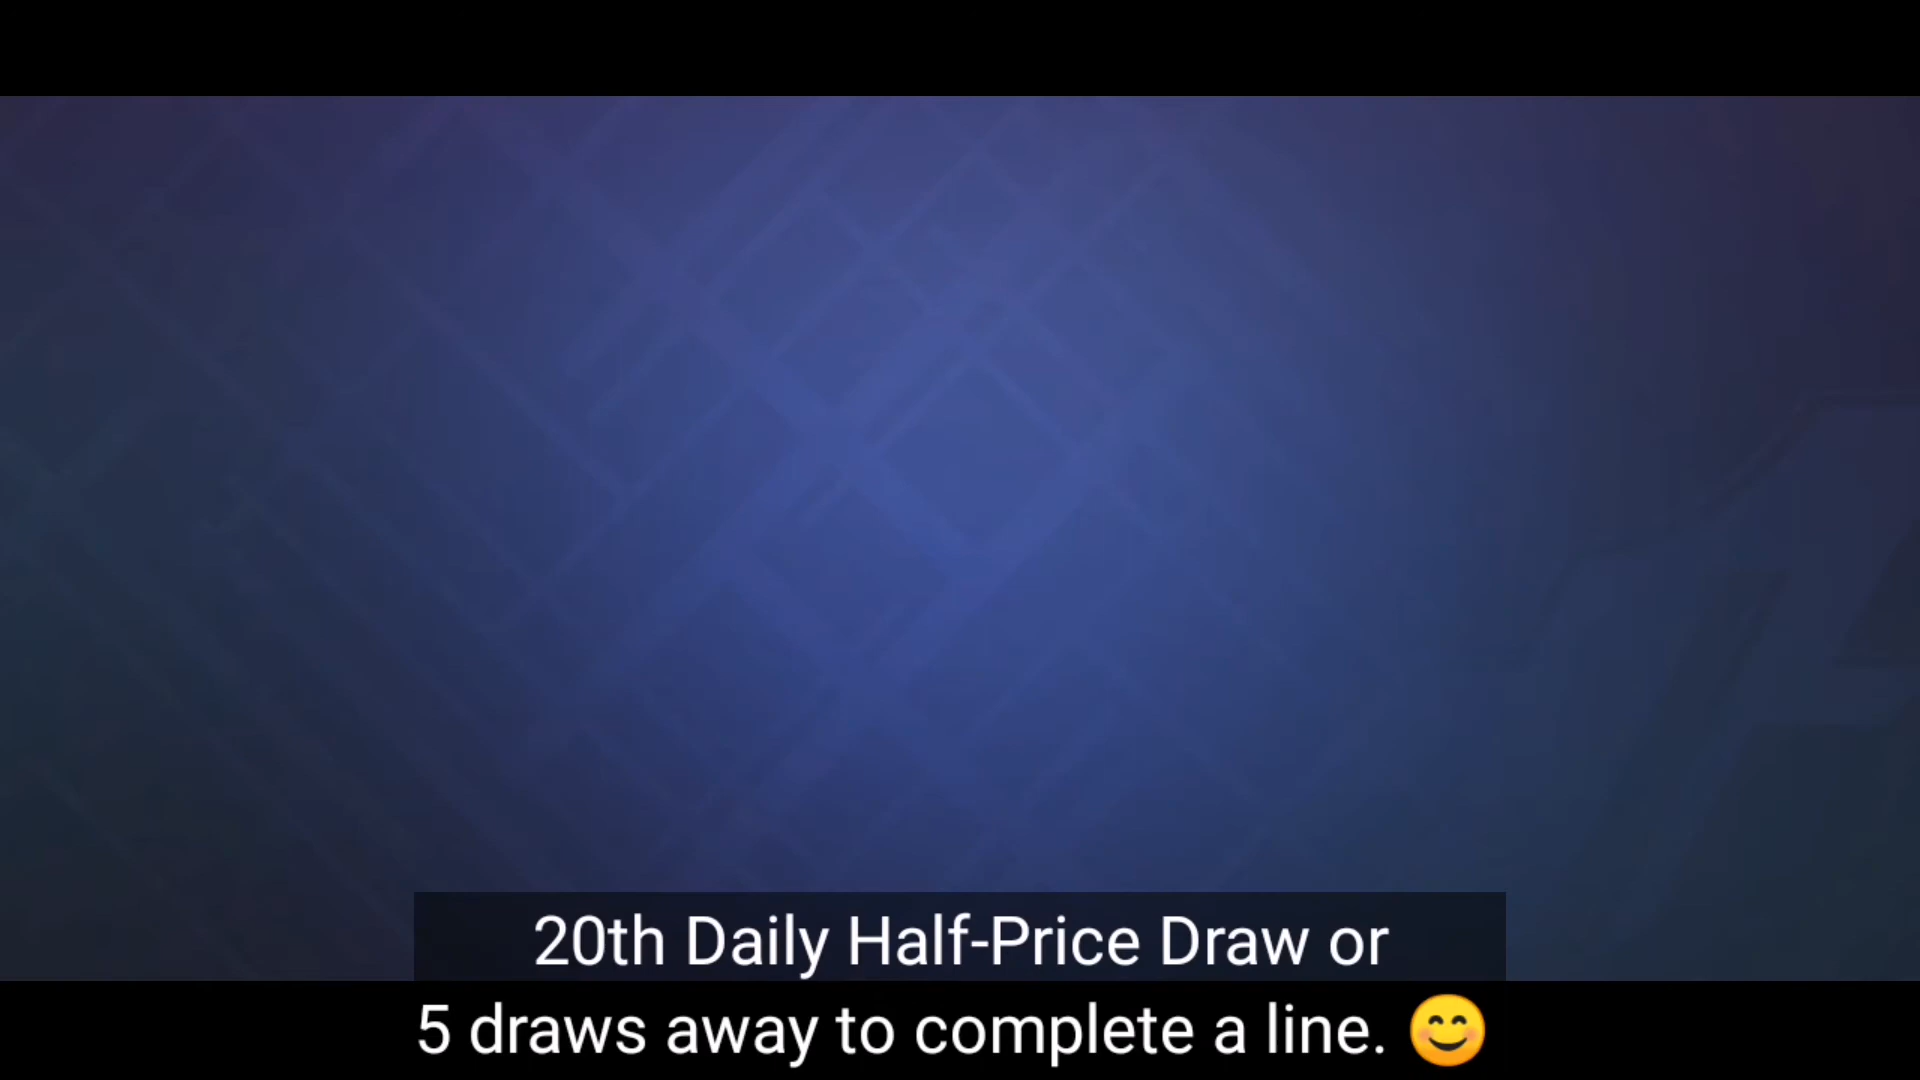 20th Daily Half-Price Draw or
5 draws away to complete a line. 😊